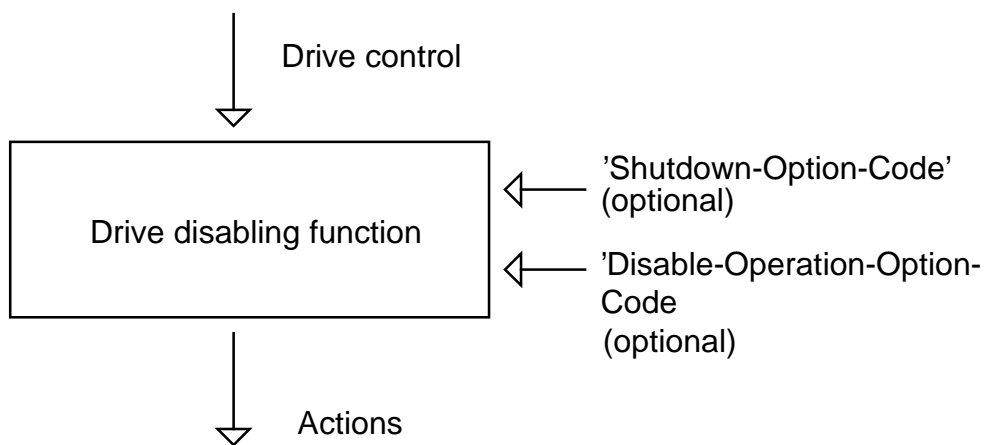 Drive control
’Shutdown-Option-Code’
(optional)
Drive disabling function
’Disable-Operation-Option-
Code
(optional)
Actions